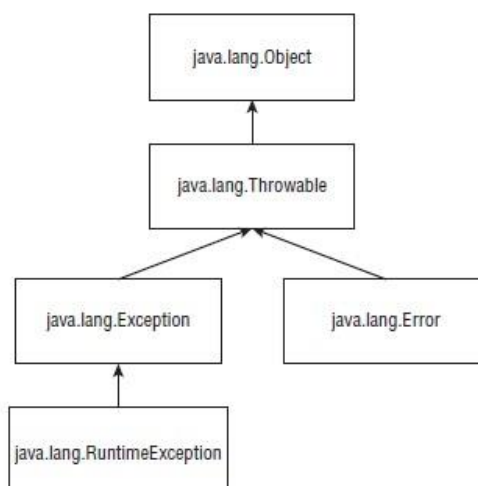 java.lang.Object
java.lang.Throwable
java.lang.Exception
java.lang.Error
java.lang.RuntimeException